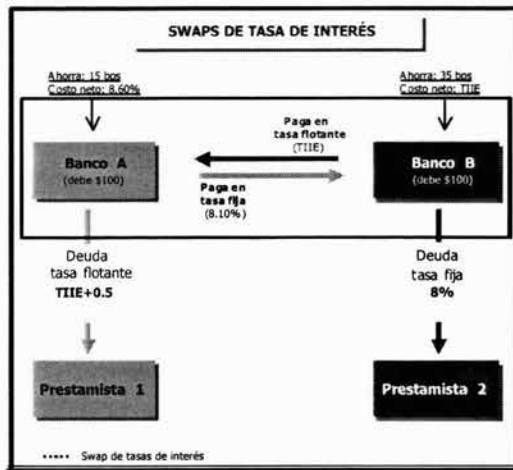 SWAPS DE TASA DE INTERÉS
Ahorra: 15 bos
Costo neto: 8.60%
Ahorra: 35 bos
Costo neto: TIIE
Paga en
tasa flotante
(TIIE)
Banco A
(debe $100)
Banco B
(debe $100)
Paga en
tasa fija
(8.10%)
Deuda
tasa flotante
TIIE+0.5
Deuda
tasa fija
8%
Prestamista 1
Prestamista 2
Swap de tasas de interés